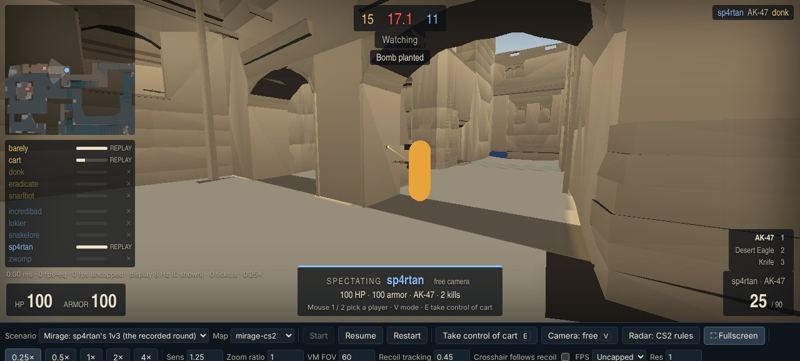 15 17.1 11
Watching
Bomb planted
sp4rtan AK-47 donk
barely REPLAY
cart REPLAY
donk
eradicate
snarlbot
incredibad
lokier
snakelore
sp4rtan REPLAY
zwomp
HP 100 ARMOR 100
SPECTATING sp4rtan free camera
100 HP · 100 armor · AK-47 · 2 kills
Mouse 1 / 2 pick a player · V mode · E take control of cart
AK-47 1
Desert Eagle 2
Knife 3
sp4rtan · AK-47
25 / 90
Scenario Mirage: sp4rtan's 1v3 (the recorded round) Map mirage-cs2 Start Resume Restart Take control of cart E Camera: free V Radar: CS2 rules Fullscreen
0.25× 0.5× 1× 2× 4× Sens 1.25 Zoom ratio 1 VM FOV 60 Recoil tracking 0.45 Crosshair follows recoil FPS Uncapped Res 1